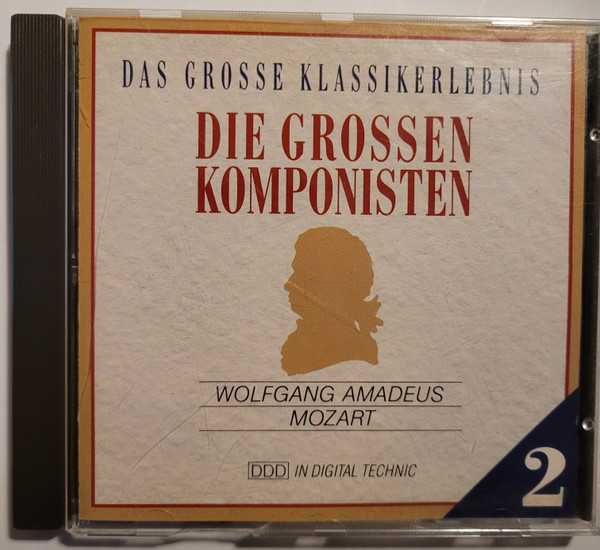 DAS GROSSE KLASSIKERLEBNIS
DIE GROSSEN
KOMPONISTEN
WOLFGANG AMADEUS
MOZART
DDD IN DIGITAL TECHNIC
2